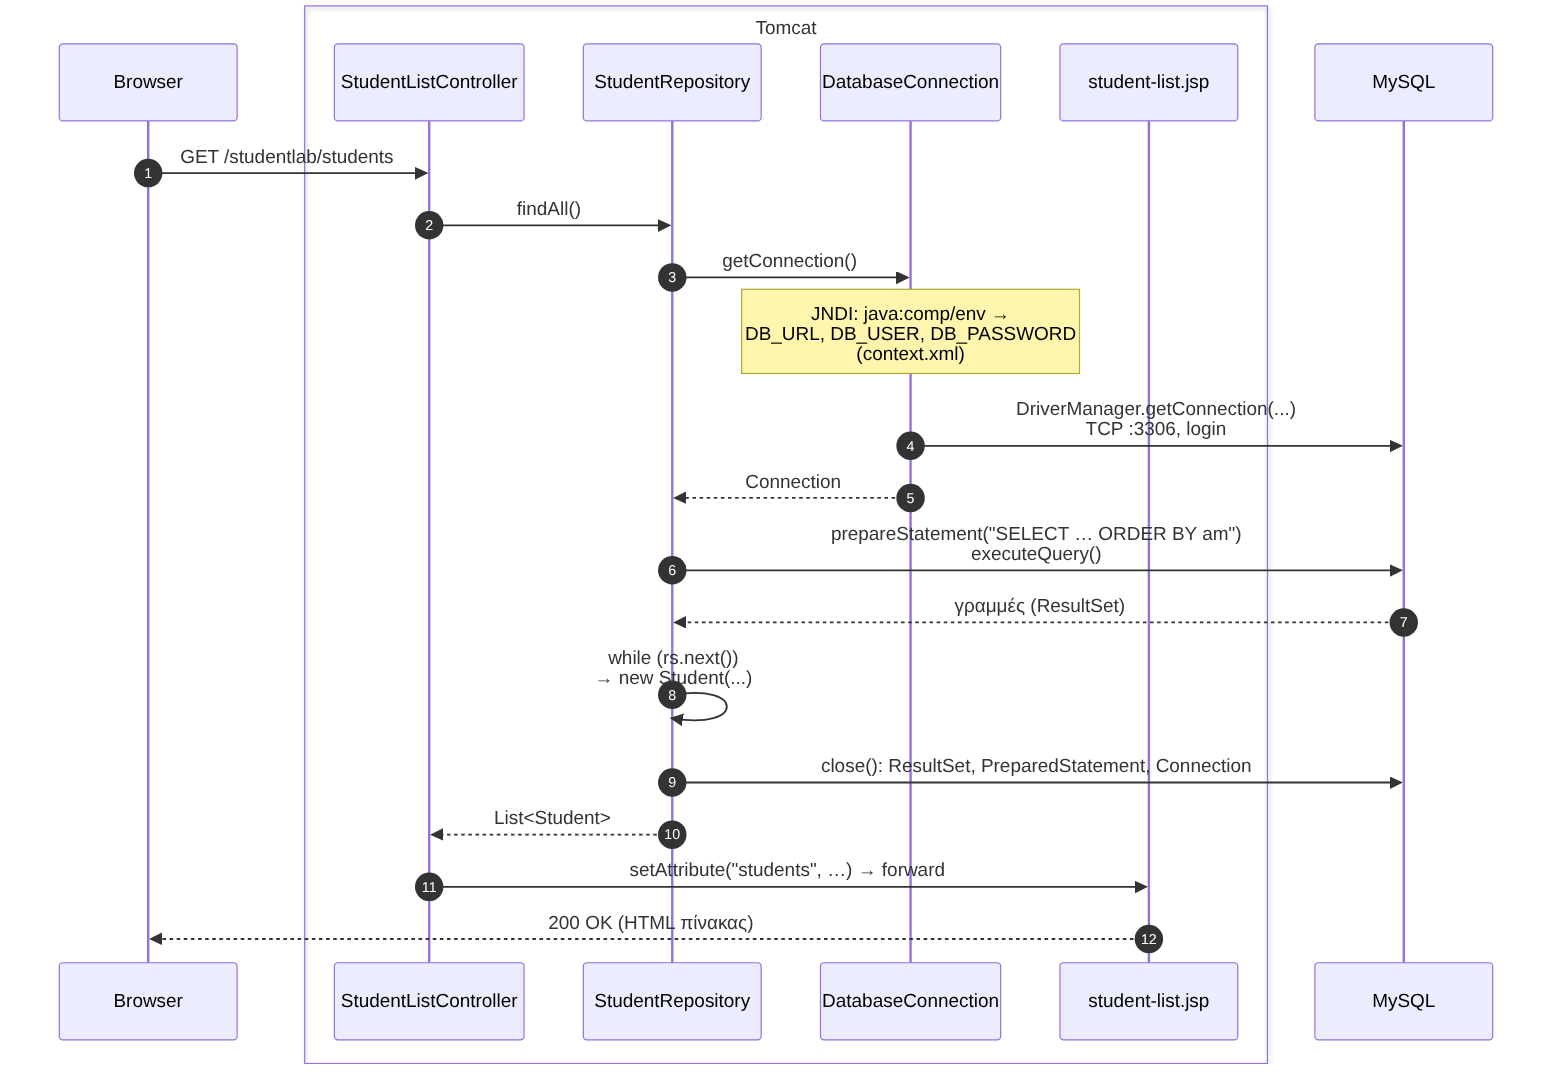 Tomcat
Browser
StudentListController
StudentRepository
DatabaseConnection
student-list.jsp
MySQL
1
GET /studentlab/students
2
findAll()
3
getConnection()
JNDI: java:comp/env →
DB_URL, DB_USER, DB_PASSWORD
(context.xml)
DriverManager.getConnection(...)
TCP :3306, login
4
Connection
5
prepareStatement("SELECT … ORDER BY am")
executeQuery()
6
γραμμές (ResultSet)
7
while (rs.next())
→ new Student(...)
8
9
close(): ResultSet, PreparedStatement, Connection
List<Student>
10
11
setAttribute("students", …) → forward
200 OK (HTML πίνακας)
12
Browser
StudentListController
StudentRepository
DatabaseConnection
student-list.jsp
MySQL